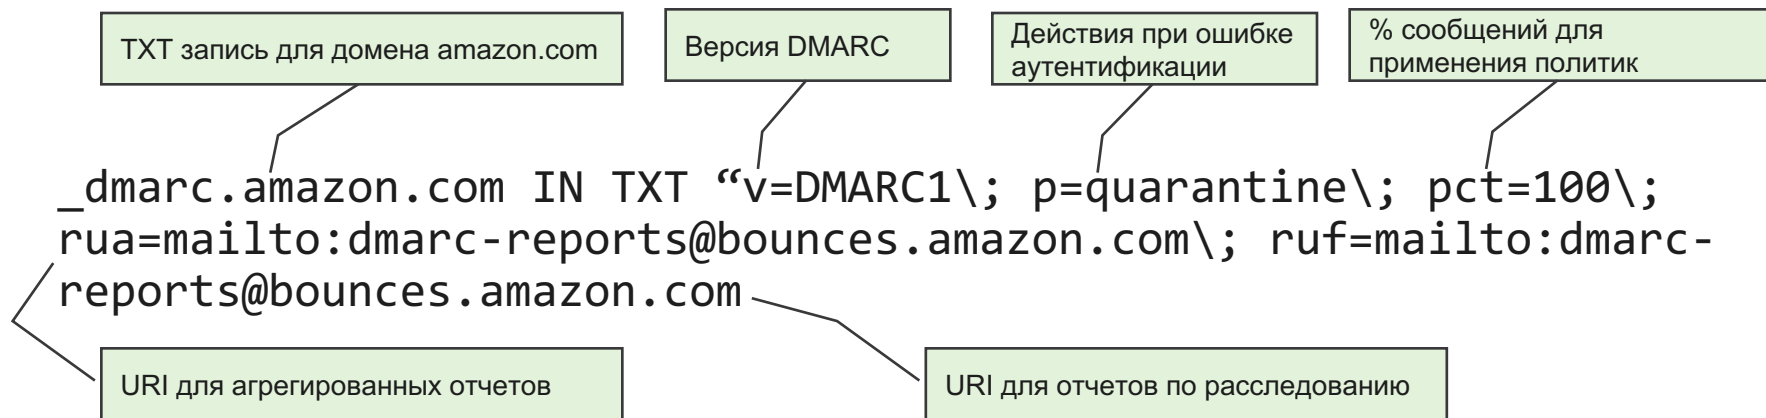 TXT запись для домена amazon.com
Версия DMARC
Действия при ошибке
аутентификации
% сообщений для
применения политик
_dmarc.amazon.com IN TXT “v=DMARC1\; p=quarantine\; pct=100\;
rua=mailto:dmarc-reports@bounces.amazon.com\; ruf=mailto:dmarc-
reports@bounces.amazon.com
URI для агрегированных отчетов
URI для отчетов по расследованию